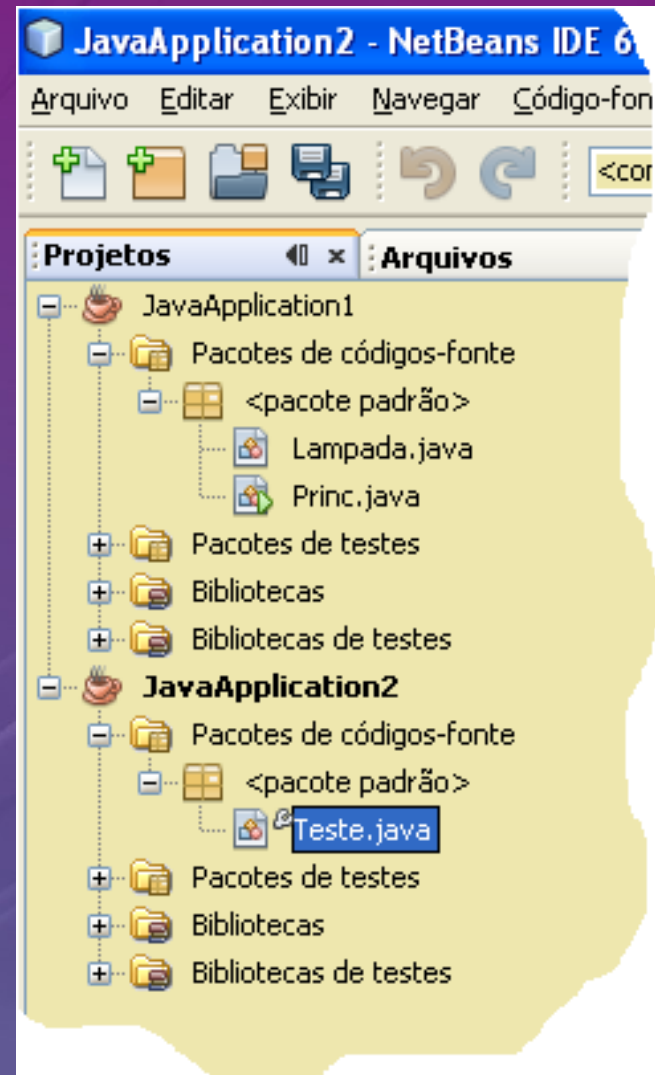 JavaApplication2 - NetBeans IDE 6
Arquivo Editar Exibir Navegar Código-fon
<cor
Projetos Arquivos
JavaApplication1
Pacotes de códigos-fonte
<pacote padrão>
Lampada.java
Princ.java
Pacotes de testes
Bibliotecas
Bibliotecas de testes
JavaApplication2
Pacotes de códigos-fonte
<pacote padrão>
Teste.java
Pacotes de testes
Bibliotecas
Bibliotecas de testes